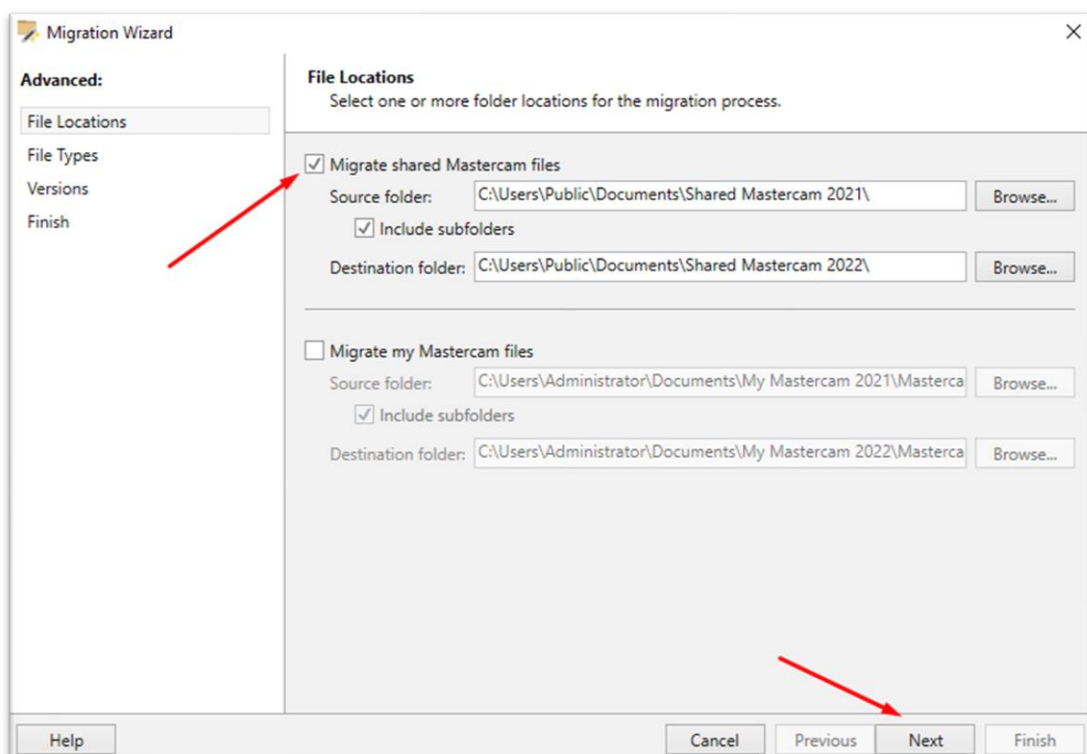 Migration Wizard
Advanced:
File Locations
File Types
Versions
Finish
File Locations
Select one or more folder locations for the migration process.
Migrate shared Mastercam files
Source folder: C:\Users\Public\Documents\Shared Mastercam 2021\ Browse...
Include subfolders
Destination folder: C:\Users\Public\Documents\Shared Mastercam 2022\ Browse...
Migrate my Mastercam files
Source folder: C:\Users\Administrator\Documents\My Mastercam 2021\Masterca Browse...
Include subfolders
Destination folder: C:\Users\Administrator\Documents\My Mastercam 2022\Masterca Browse...
Help Cancel Previous Next Finish